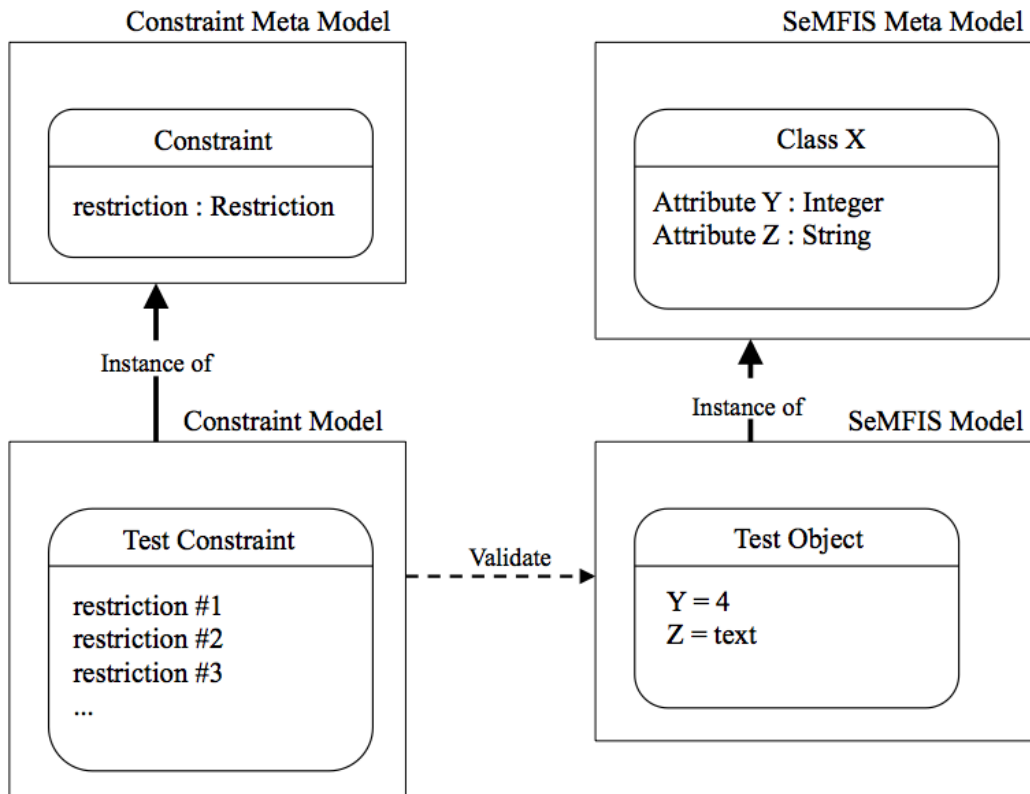 Constraint Meta Model
Constraint
restriction : Restriction
SeMFIS Meta Model
Class X
Attribute Y : Integer
Attribute Z : String
Instance of
Instance of
Constraint Model
Test Constraint
restriction #1
restriction #2
restriction #3
...
Validate
SeMFIS Model
Test Object
Y = 4
Z = text